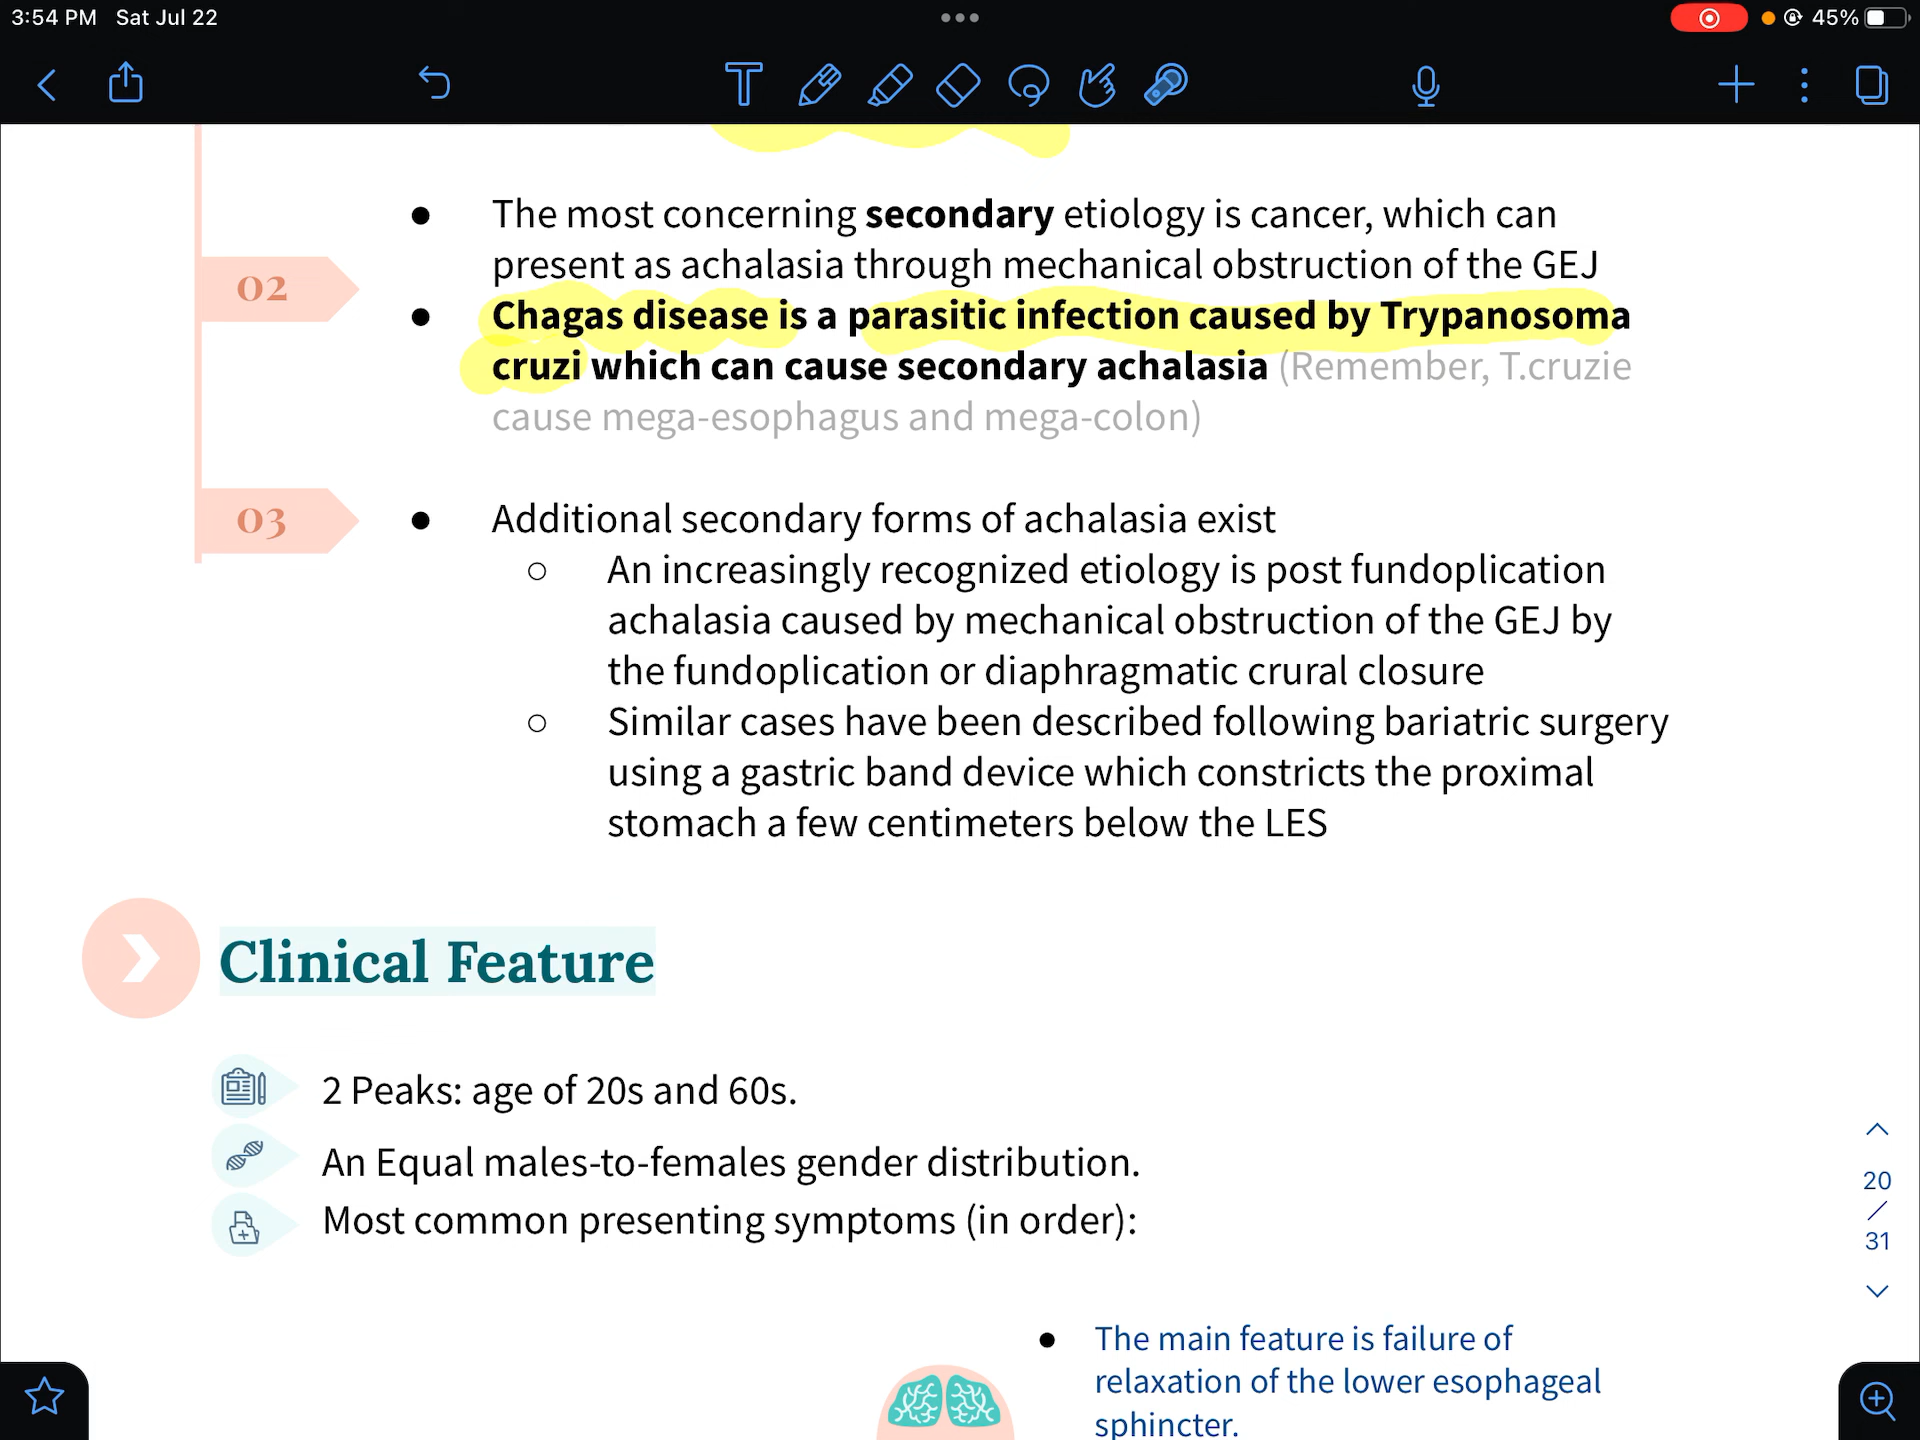 3:54 PM Sat Jul 22
45%
The most concerning secondary etiology is cancer, which can
present as achalasia through mechanical obstruction of the GEJ
02
Chagas disease is a parasitic infection caused by Trypanosoma
cruzi which can cause secondary achalasia (Remember, T.cruzie
cause mega-esophagus and mega-colon)
03
Additional secondary forms of achalasia exist
An increasingly recognized etiology is post fundoplication
achalasia caused by mechanical obstruction of the GEJ by
the fundoplication or diaphragmatic crural closure
Similar cases have been described following bariatric surgery
using a gastric band device which constricts the proximal
stomach a few centimeters below the LES
Clinical Feature
2 Peaks: age of 20s and 60s.
An Equal males-to-females gender distribution.
Most common presenting symptoms (in order):
20
/
31
The main feature is failure of
relaxation of the lower esophageal
sphincter.